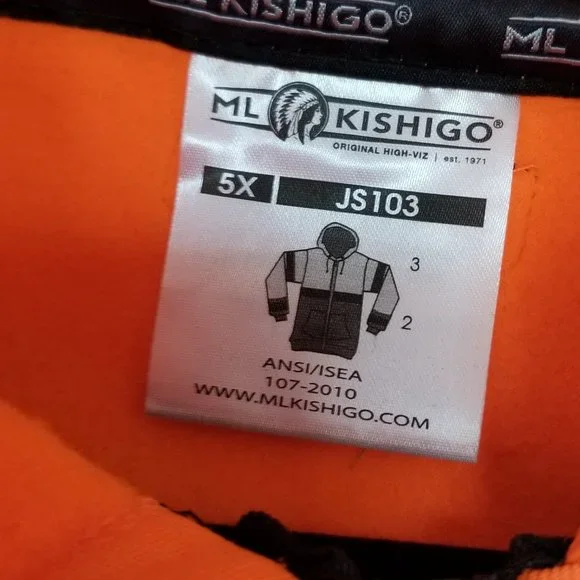 KISHIGO®
ML
ML KISHIGO®
ORIGINAL HIGH-VIZ | est. 1971
5X JS103
3
2
ANSI/ISEA
107-2010
WWW.MLKISHIGO.COM